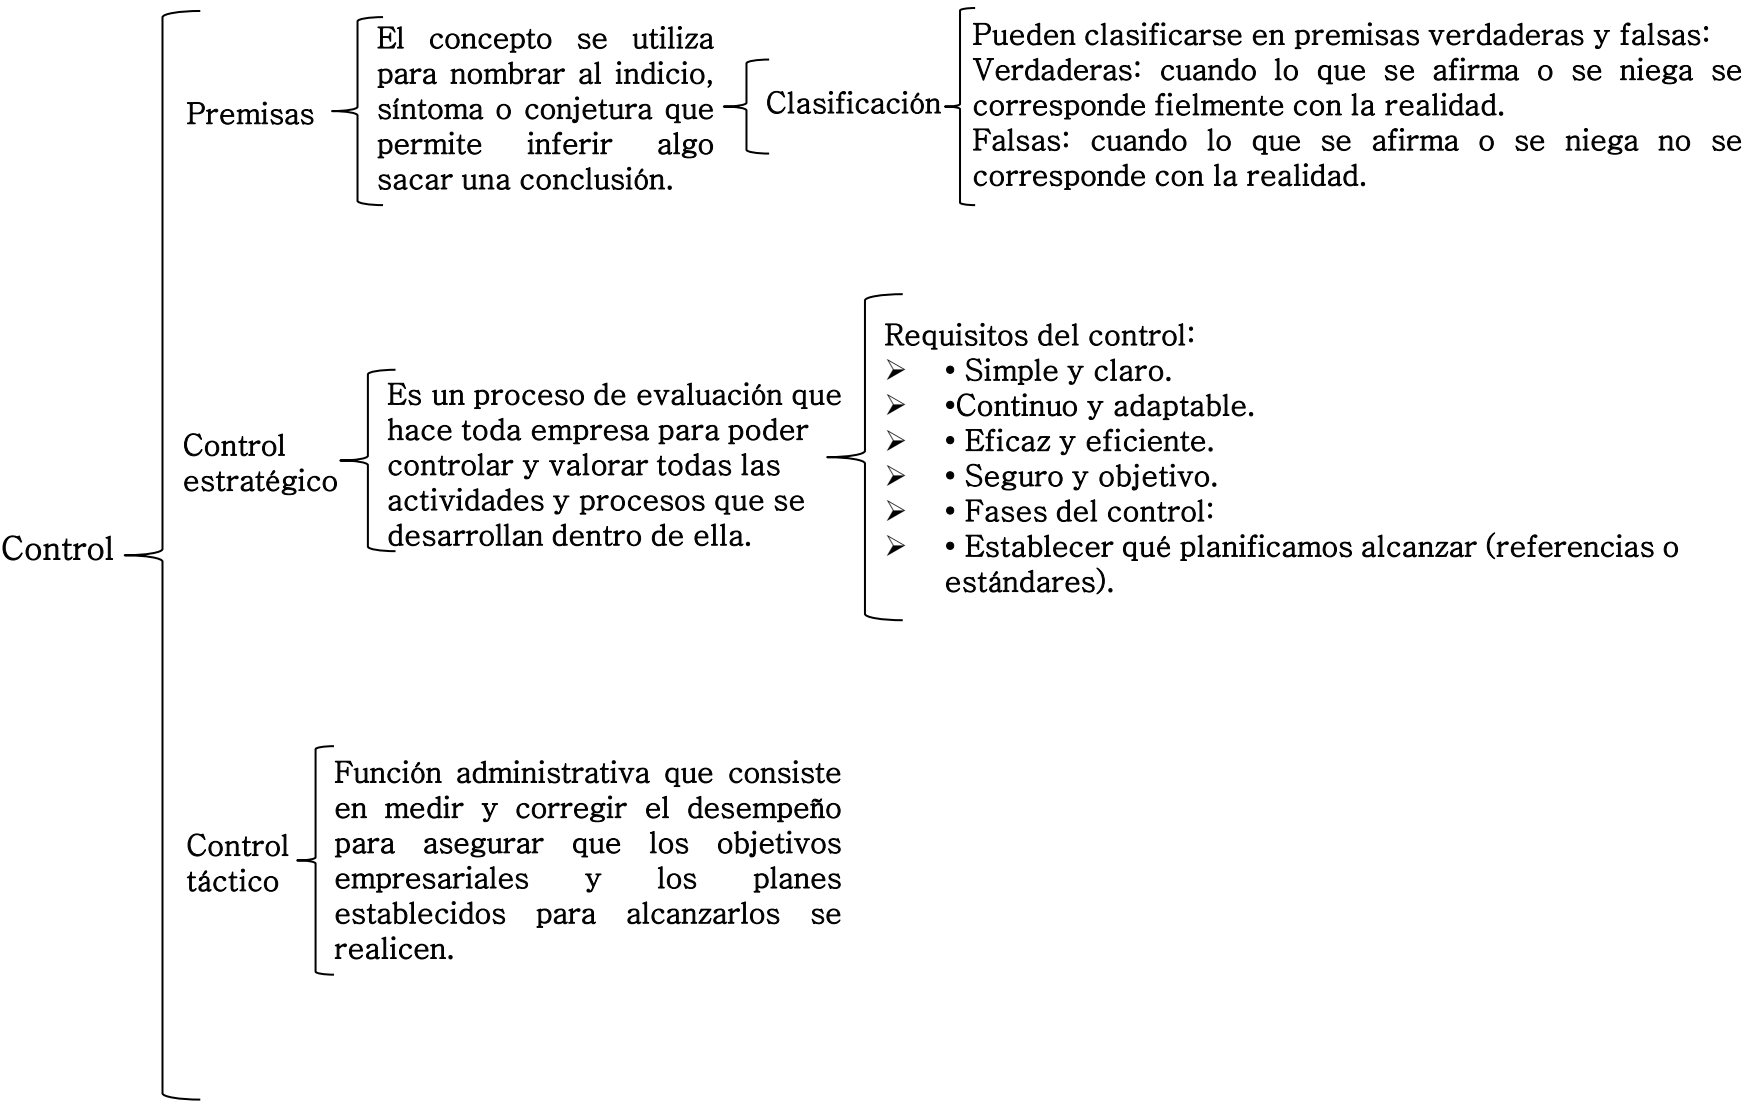 Control
Premisas
El concepto se utiliza
para nombrar al indicio,
síntoma o conjetura que
permite inferir algo
sacar una conclusión.
Clasificación
Pueden clasificarse en premisas verdaderas y falsas:
Verdaderas: cuando lo que se afirma o se niega se
corresponde fielmente con la realidad.
Falsas: cuando lo que se afirma o se niega no se
corresponde con la realidad.
Control
estratégico
Es un proceso de evaluación que
hace toda empresa para poder
controlar y valorar todas las
actividades y procesos que se
desarrollan dentro de ella.
Requisitos del control:
➢ • Simple y claro.
➢ •Continuo y adaptable.
➢ • Eficaz y eficiente.
➢ • Seguro y objetivo.
➢ • Fases del control:
➢ • Establecer qué planificamos alcanzar (referencias o
estándares).
Control
táctico
Función administrativa que consiste
en medir y corregir el desempeño
para asegurar que los objetivos
empresariales y los planes
establecidos para alcanzarlos se
realicen.